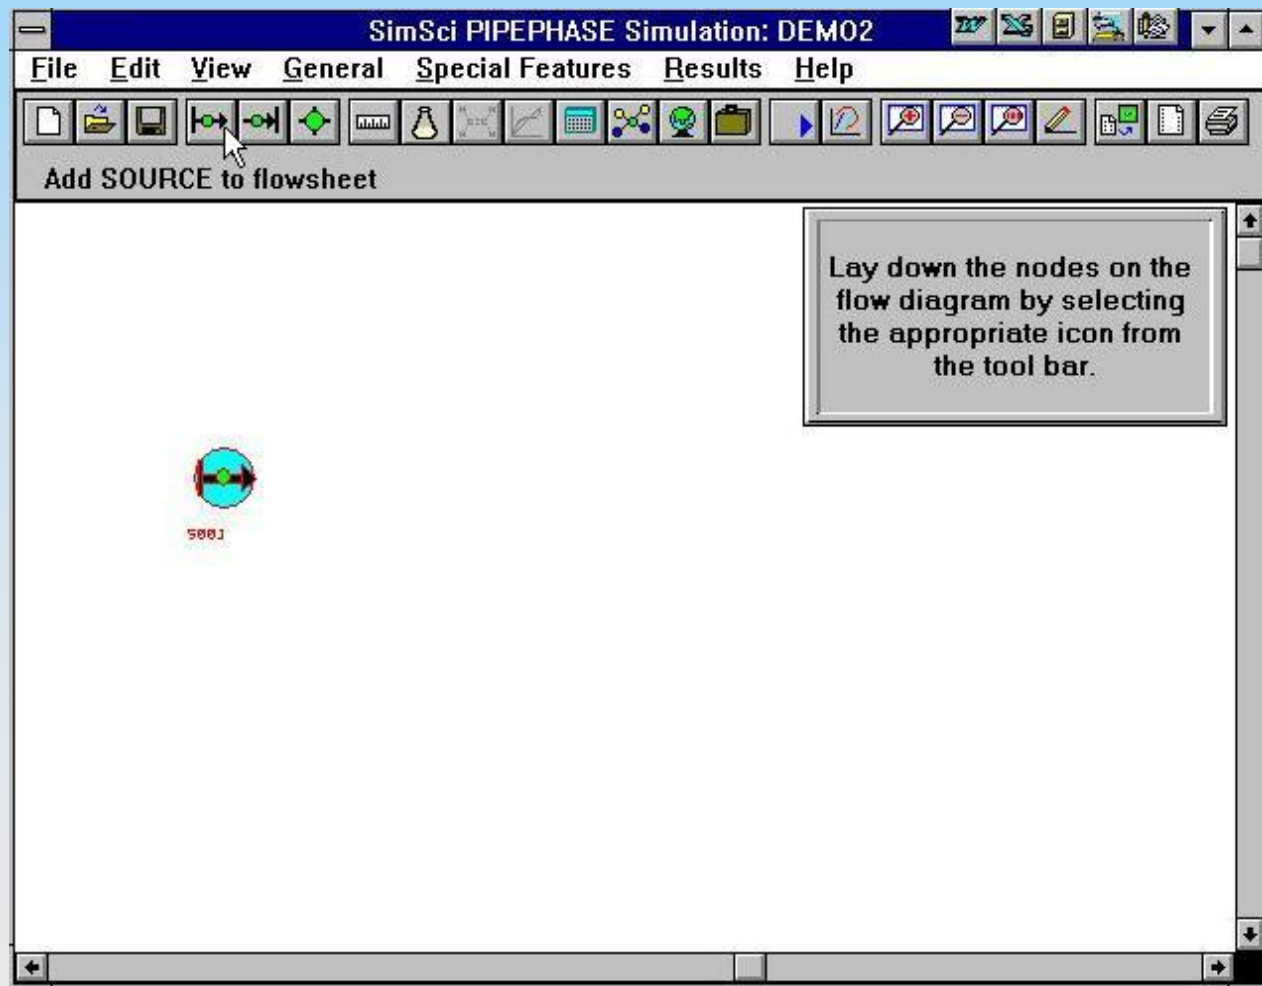 SimSci PIPEPHASE Simulation: DEMO2
File Edit View General Special Features Results Help
Add SOURCE to flowsheet
Lay down the nodes on the
flow diagram by selecting
the appropriate icon from
the tool bar.